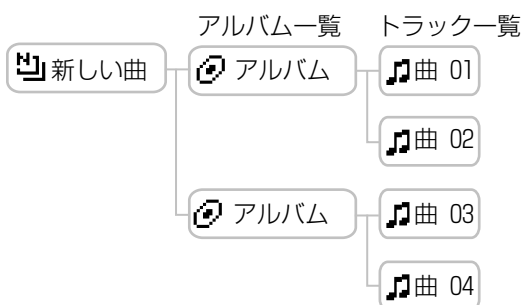 アルバム一覧 トラック一覧
新しい曲 アルバム 曲 01
曲 02
アルバム 曲 03
曲 04